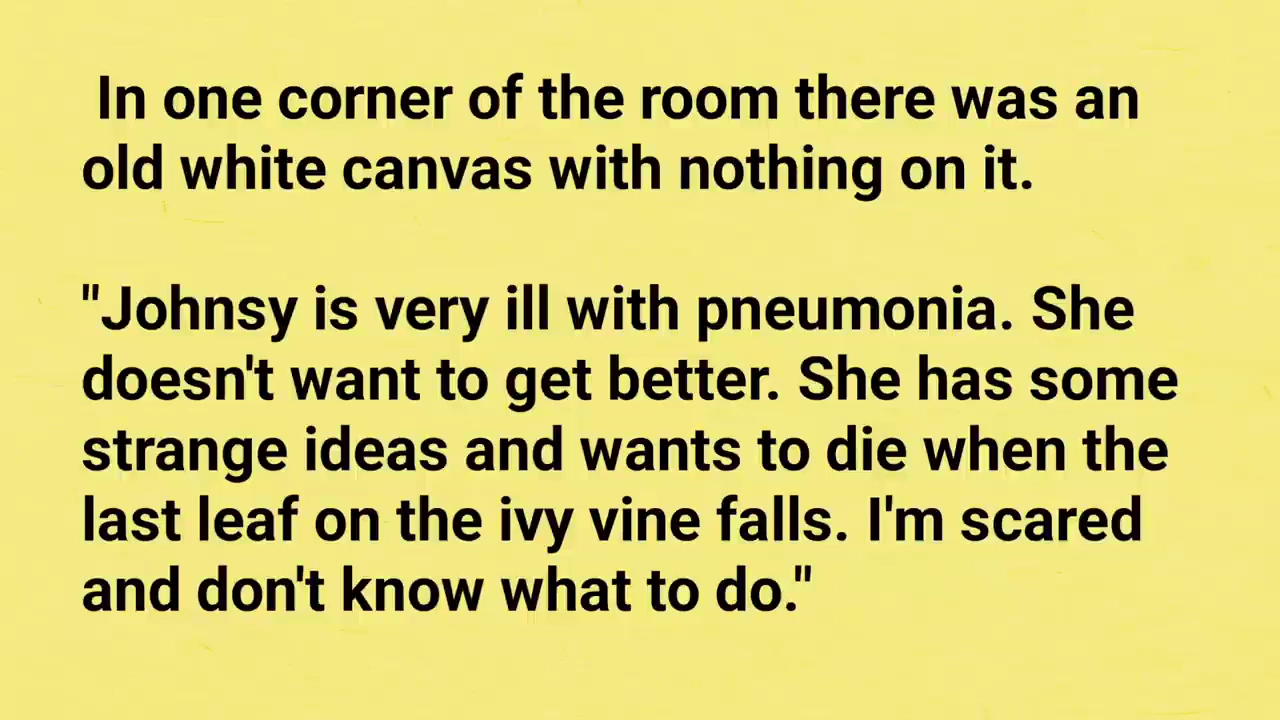 In one corner of the room there was an
old white canvas with nothing on it.
"Johnsy is very ill with pneumonia. She
doesn't want to get better. She has some
strange ideas and wants to die when the
last leaf on the ivy vine falls. I'm scared
and don't know what to do."